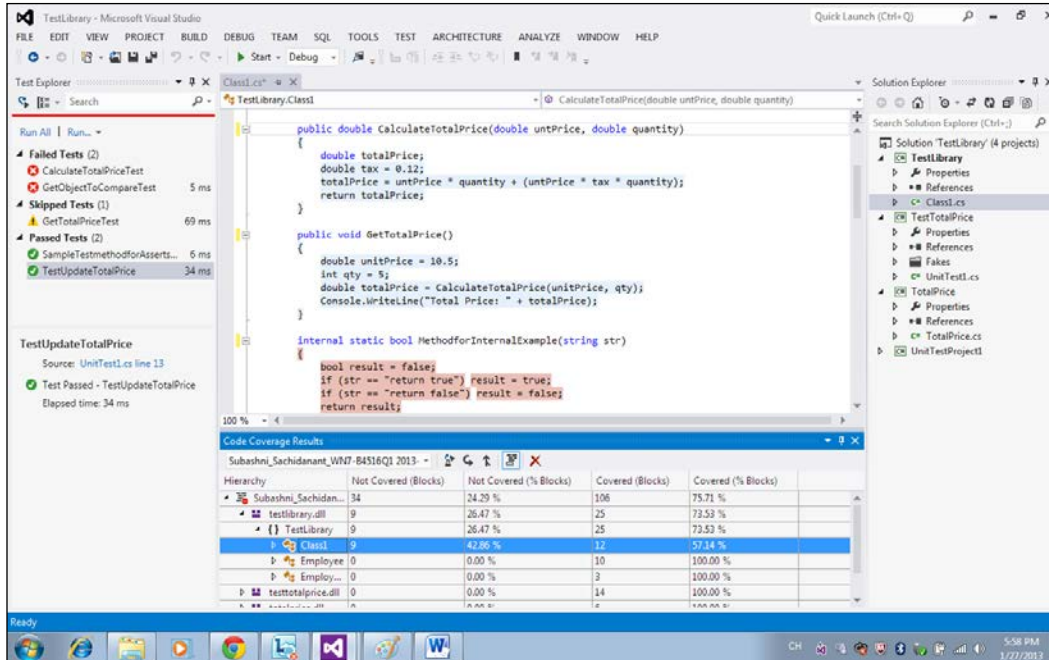 TestLibrary - Microsoft Visual Studio
Quick Launch (Ctrl+Q)
FILE EDIT VIEW PROJECT BUILD DEBUG TEAM SQL TOOLS TEST ARCHITECTURE ANALYZE WINDOW HELP
Start - Debug
Test Explorer
Search
Run All | Run...
Failed Tests (2)
CalculateTotalPriceTest
GetObjectToCompareTest 5 ms
Skipped Tests (1)
GetTotalPriceTest 69 ms
Passed Tests (2)
SampleTestmethodforAsserts... 6 ms
TestUpdateTotalPrice 34 ms
TestUpdateTotalPrice
Source: UnitTest1.cs line 13
Test Passed - TestUpdateTotalPrice
Elapsed time: 34 ms
Class1.cs*
TestLibrary.Class1
CalculateTotalPrice(double untPrice, double quantity)
public double CalculateTotalPrice(double untPrice, double quantity)
{
double totalPrice;
double tax = 0.12;
totalPrice = untPrice * quantity + (untPrice * tax * quantity);
return totalPrice;
}
public void GetTotalPrice()
{
double unitPrice = 10.5;
int qty = 5;
double totalPrice = CalculateTotalPrice(unitPrice, qty);
Console.WriteLine("Total Price: " + totalPrice);
}
internal static bool MethodforInternalExample(string str)
{
bool result = false;
if (str == "return true") result = true;
if (str == "return false") result = false;
return result;
100 %
Code Coverage Results
Subashni_Sachidanant_WN7-B4516Q1 2013-
Hierarchy Not Covered (Blocks) Not Covered (% Blocks) Covered (Blocks) Covered (% Blocks)
Subashni_Sachidan... 34 24.29 % 106 75.71 %
testlibrary.dll 9 26.47 % 25 73.53 %
{ } TestLibrary 9 26.47 % 25 73.53 %
Class1 9 42.86 % 12 57.14 %
Employee 0 0.00 % 10 100.00 %
Employ... 0 0.00 % 3 100.00 %
testtotalprice.dll 0 0.00 % 14 100.00 %
Solution Explorer
Search Solution Explorer (Ctrl+;)
Solution 'TestLibrary' (4 projects)
TestLibrary
Properties
References
Class1.cs
TestTotalPrice
Properties
References
Fakes
UnitTest1.cs
TotalPrice
Properties
References
TotalPrice.cs
UnitTestProject1
Ready
CH
5:58 PM
1/27/2013